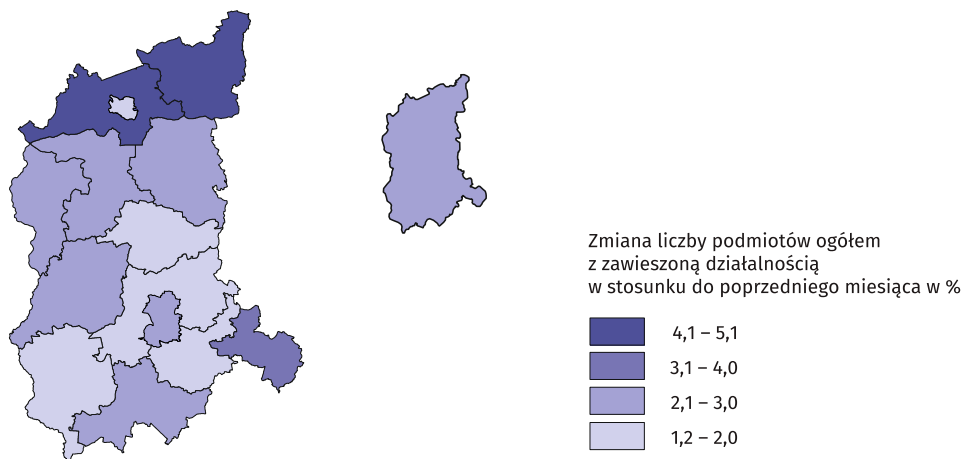 Zmiana liczby podmiotów ogółem
z zawieszoną działalnością
w stosunku do poprzedniego miesiąca w %
4,1 – 5,1
3,1 – 4,0
2,1 – 3,0
1,2 – 2,0